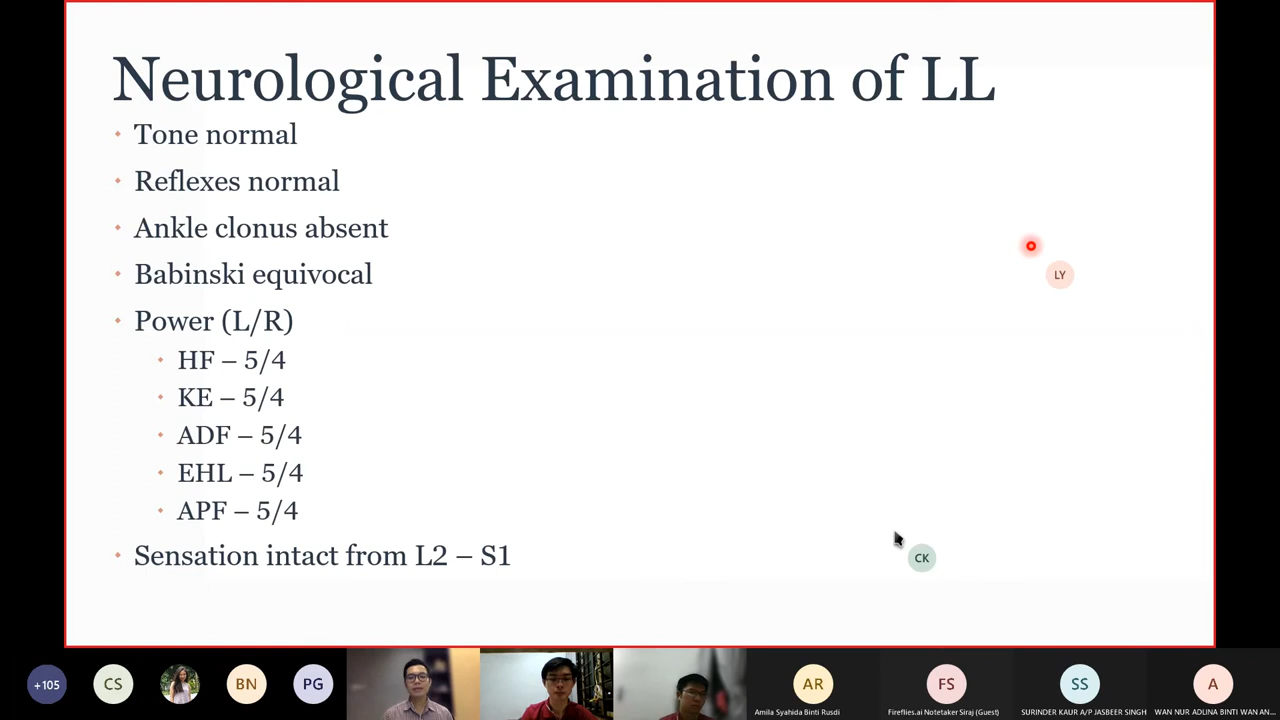 Neurological Examination of LL
Tone normal
Reflexes normal
Ankle clonus absent
Babinski equivocal
Power (L/R)
HF – 5/4
KE – 5/4
ADF – 5/4
EHL – 5/4
APF – 5/4
Sensation intact from L2 – S1
LY
CK
+105
CS
BN
PG
AR
FS
SS
A
Amila Syahida Binti Rusdi
Fireflies.ai Notetaker Siraj (Guest)
SURINDER KAUR A/P JASBEER SINGH
WAN NUR ADLINA BINTI WAN AN...